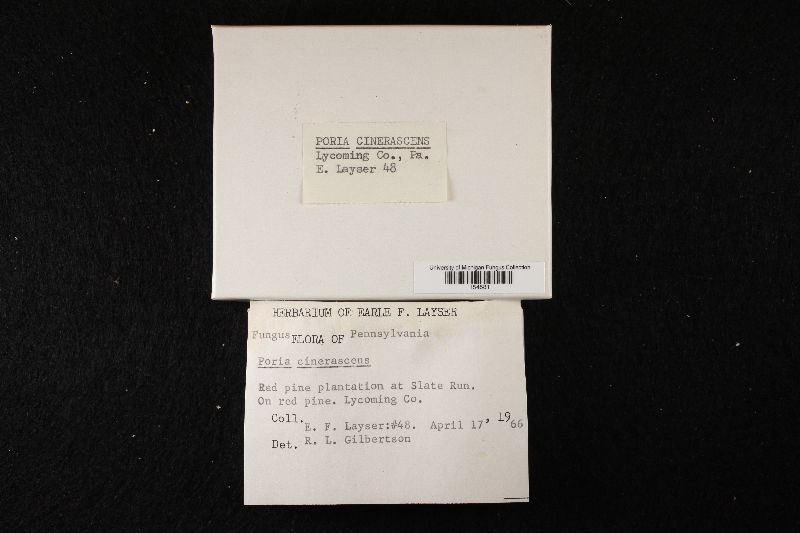 PORIA CINERASCENS
Lycoming Co., Pa.
E. Layser 48
University of Michigan Fungus Collection
HERBARIUM OF EARLE F. LAYSER
Fungus FLORA OF Pennsylvania
Poria cinerascens
Red pine plantation at Slate Run.
On red pine. Lycoming Co.
Coll. E. F. Layser:#48. April 17, 1966
Det. R. L. Gilbertson